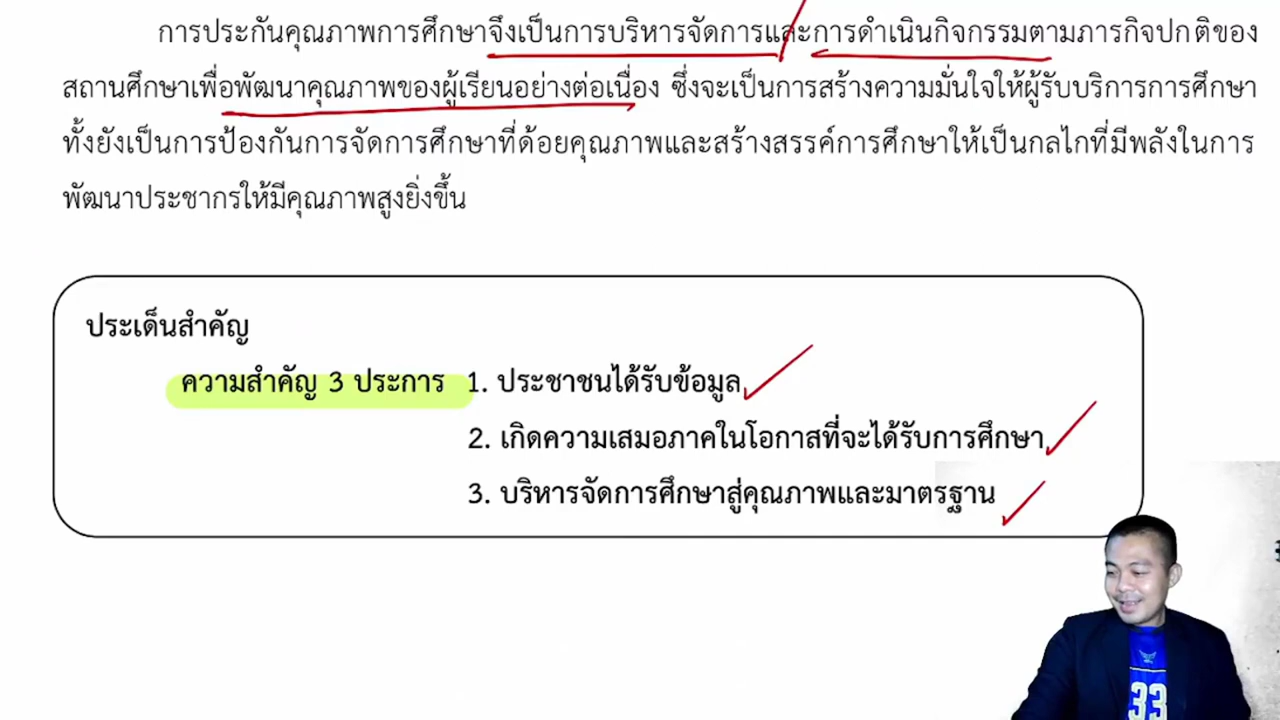 การประกันคุณภาพการศึกษาจึงเป็นการบริหารจัดการและการดำเนินกิจกรรมตามภารกิจปกติของ
สถานศึกษาเพื่อพัฒนาคุณภาพของผู้เรียนอย่างต่อเนื่อง ซึ่งจะเป็นการสร้างความมั่นใจให้ผู้รับบริการการศึกษา
ทั้งยังเป็นการป้องกันการจัดการศึกษาที่ด้อยคุณภาพและสร้างสรรค์การศึกษาให้เป็นกลไกที่มีพลังในการ
พัฒนาประชากรให้มีคุณภาพสูงยิ่งขึ้น
ประเด็นสำคัญ
ความสำคัญ 3 ประการ 1. ประชาชนได้รับข้อมูล
2. เกิดความเสมอภาคในโอกาสที่จะได้รับการศึกษา
3. บริหารจัดการศึกษาสู่คุณภาพและมาตรฐาน
33